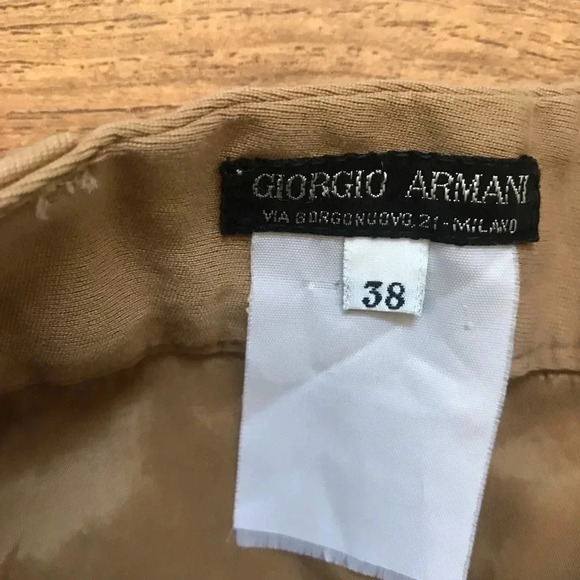 GIORGIO ARMANI
VIA BORGONUOVO, 21 - MILANO
38